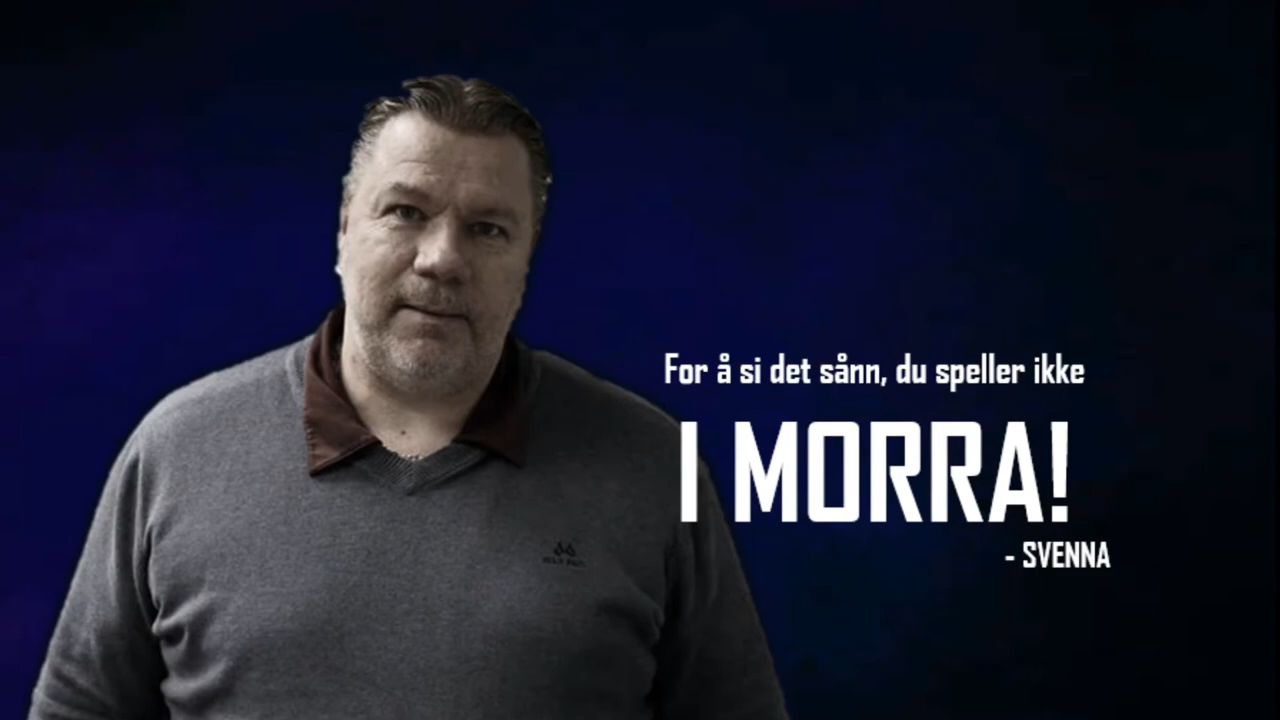 For å si det sånn, du speller ikke
I MORRA!
- SVENNA